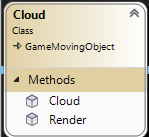 Cloud
Class
GameMovingObject
Methods
Cloud
Render